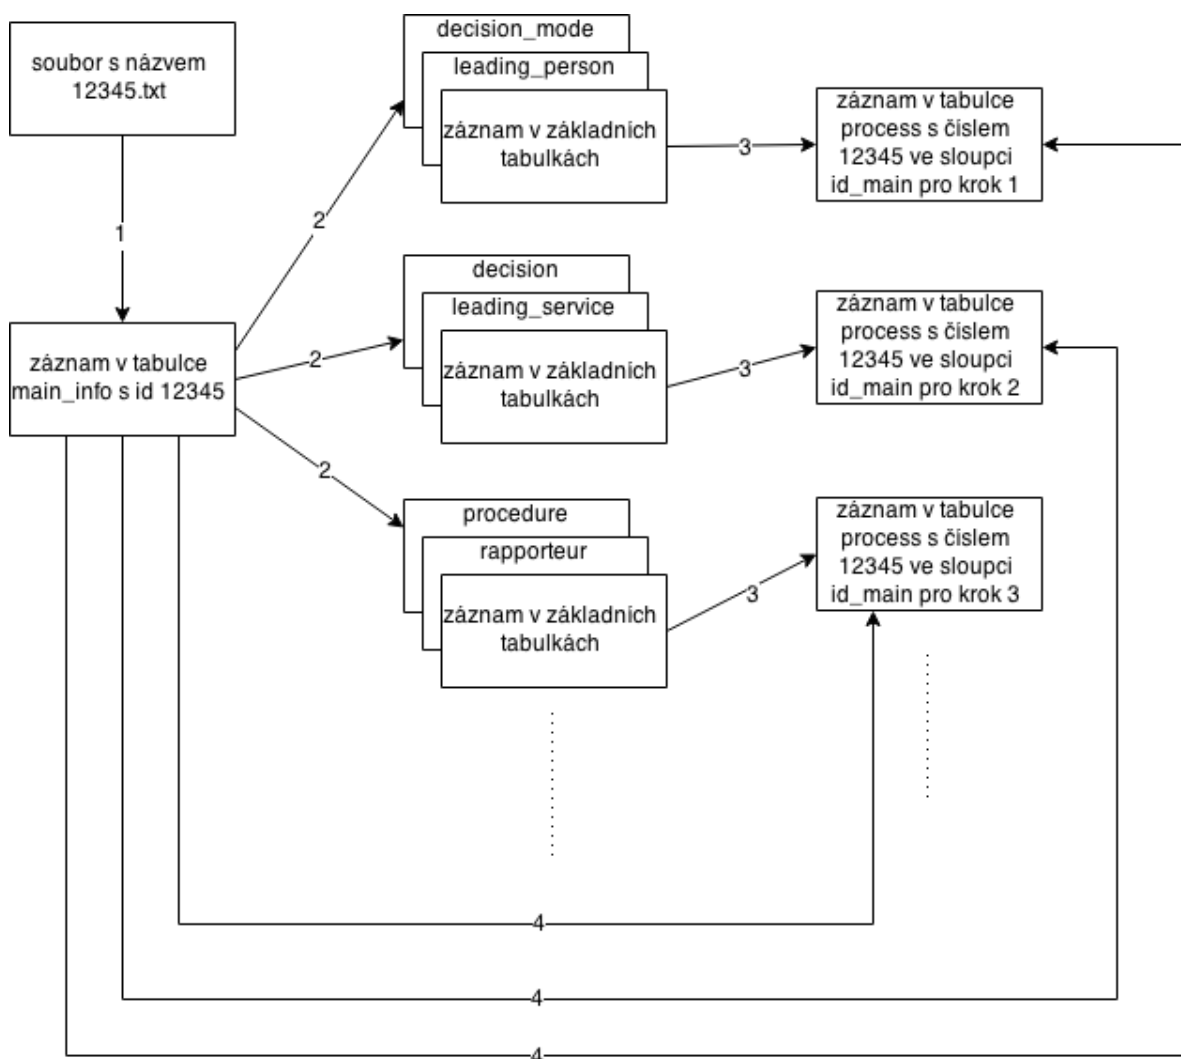 soubor s názvem
12345.txt
1
záznam v tabulce
main_info s id 12345
2
decision_mode
leading_person
záznam v základních
tabulkách
3
záznam v tabulce
process s číslem
12345 ve sloupci
id_main pro krok 1
2
decision
leading_service
záznam v základních
tabulkách
3
záznam v tabulce
process s číslem
12345 ve sloupci
id_main pro krok 2
2
procedure
rapporteur
záznam v základních
tabulkách
3
záznam v tabulce
process s číslem
12345 ve sloupci
id_main pro krok 3
4
4
4